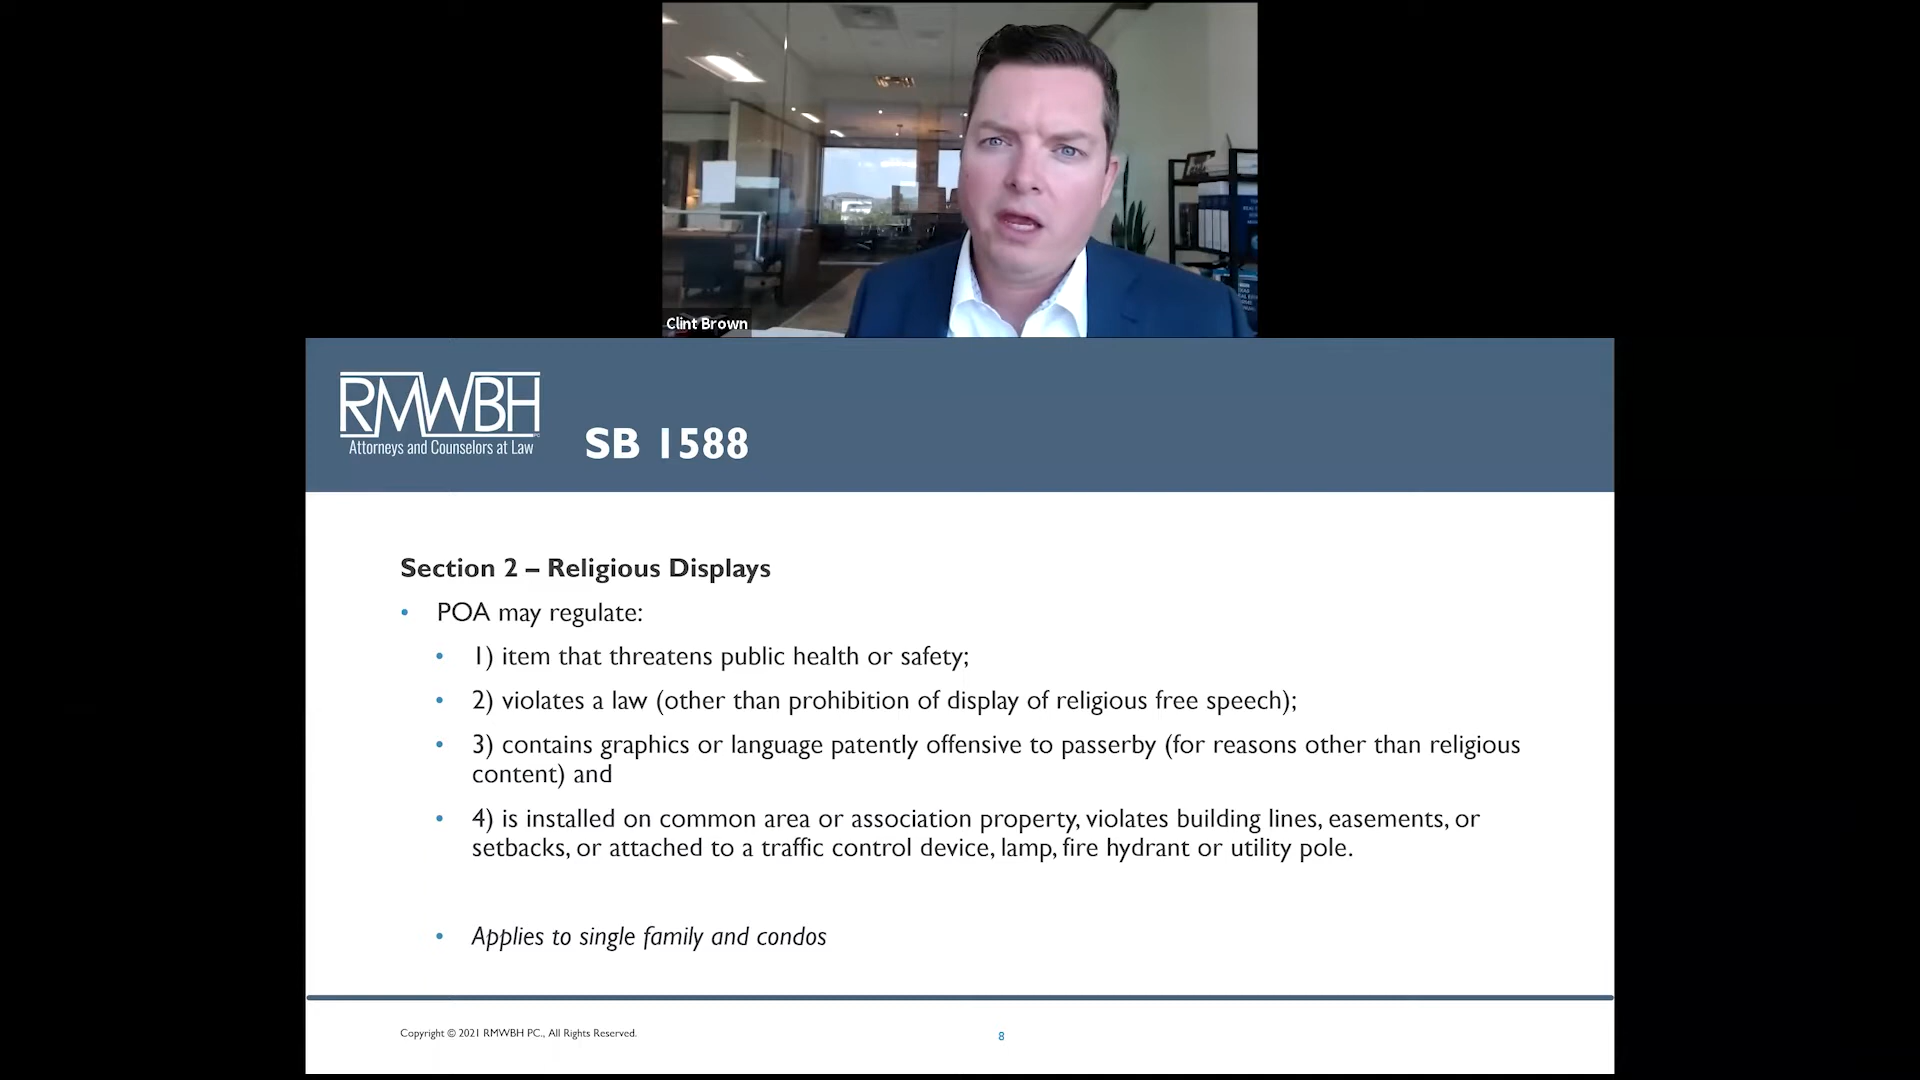 Clint Brown
RMWBH
PC
Attorneys and Counselors at Law
SB 1588
Section 2 – Religious Displays
• POA may regulate:
• 1) item that threatens public health or safety;
• 2) violates a law (other than prohibition of display of religious free speech);
• 3) contains graphics or language patently offensive to passerby (for reasons other than religious
content) and
• 4) is installed on common area or association property, violates building lines, easements, or
setbacks, or attached to a traffic control device, lamp, fire hydrant or utility pole.
• Applies to single family and condos
Copyright © 2021 RMWBH PC., All Rights Reserved.
8